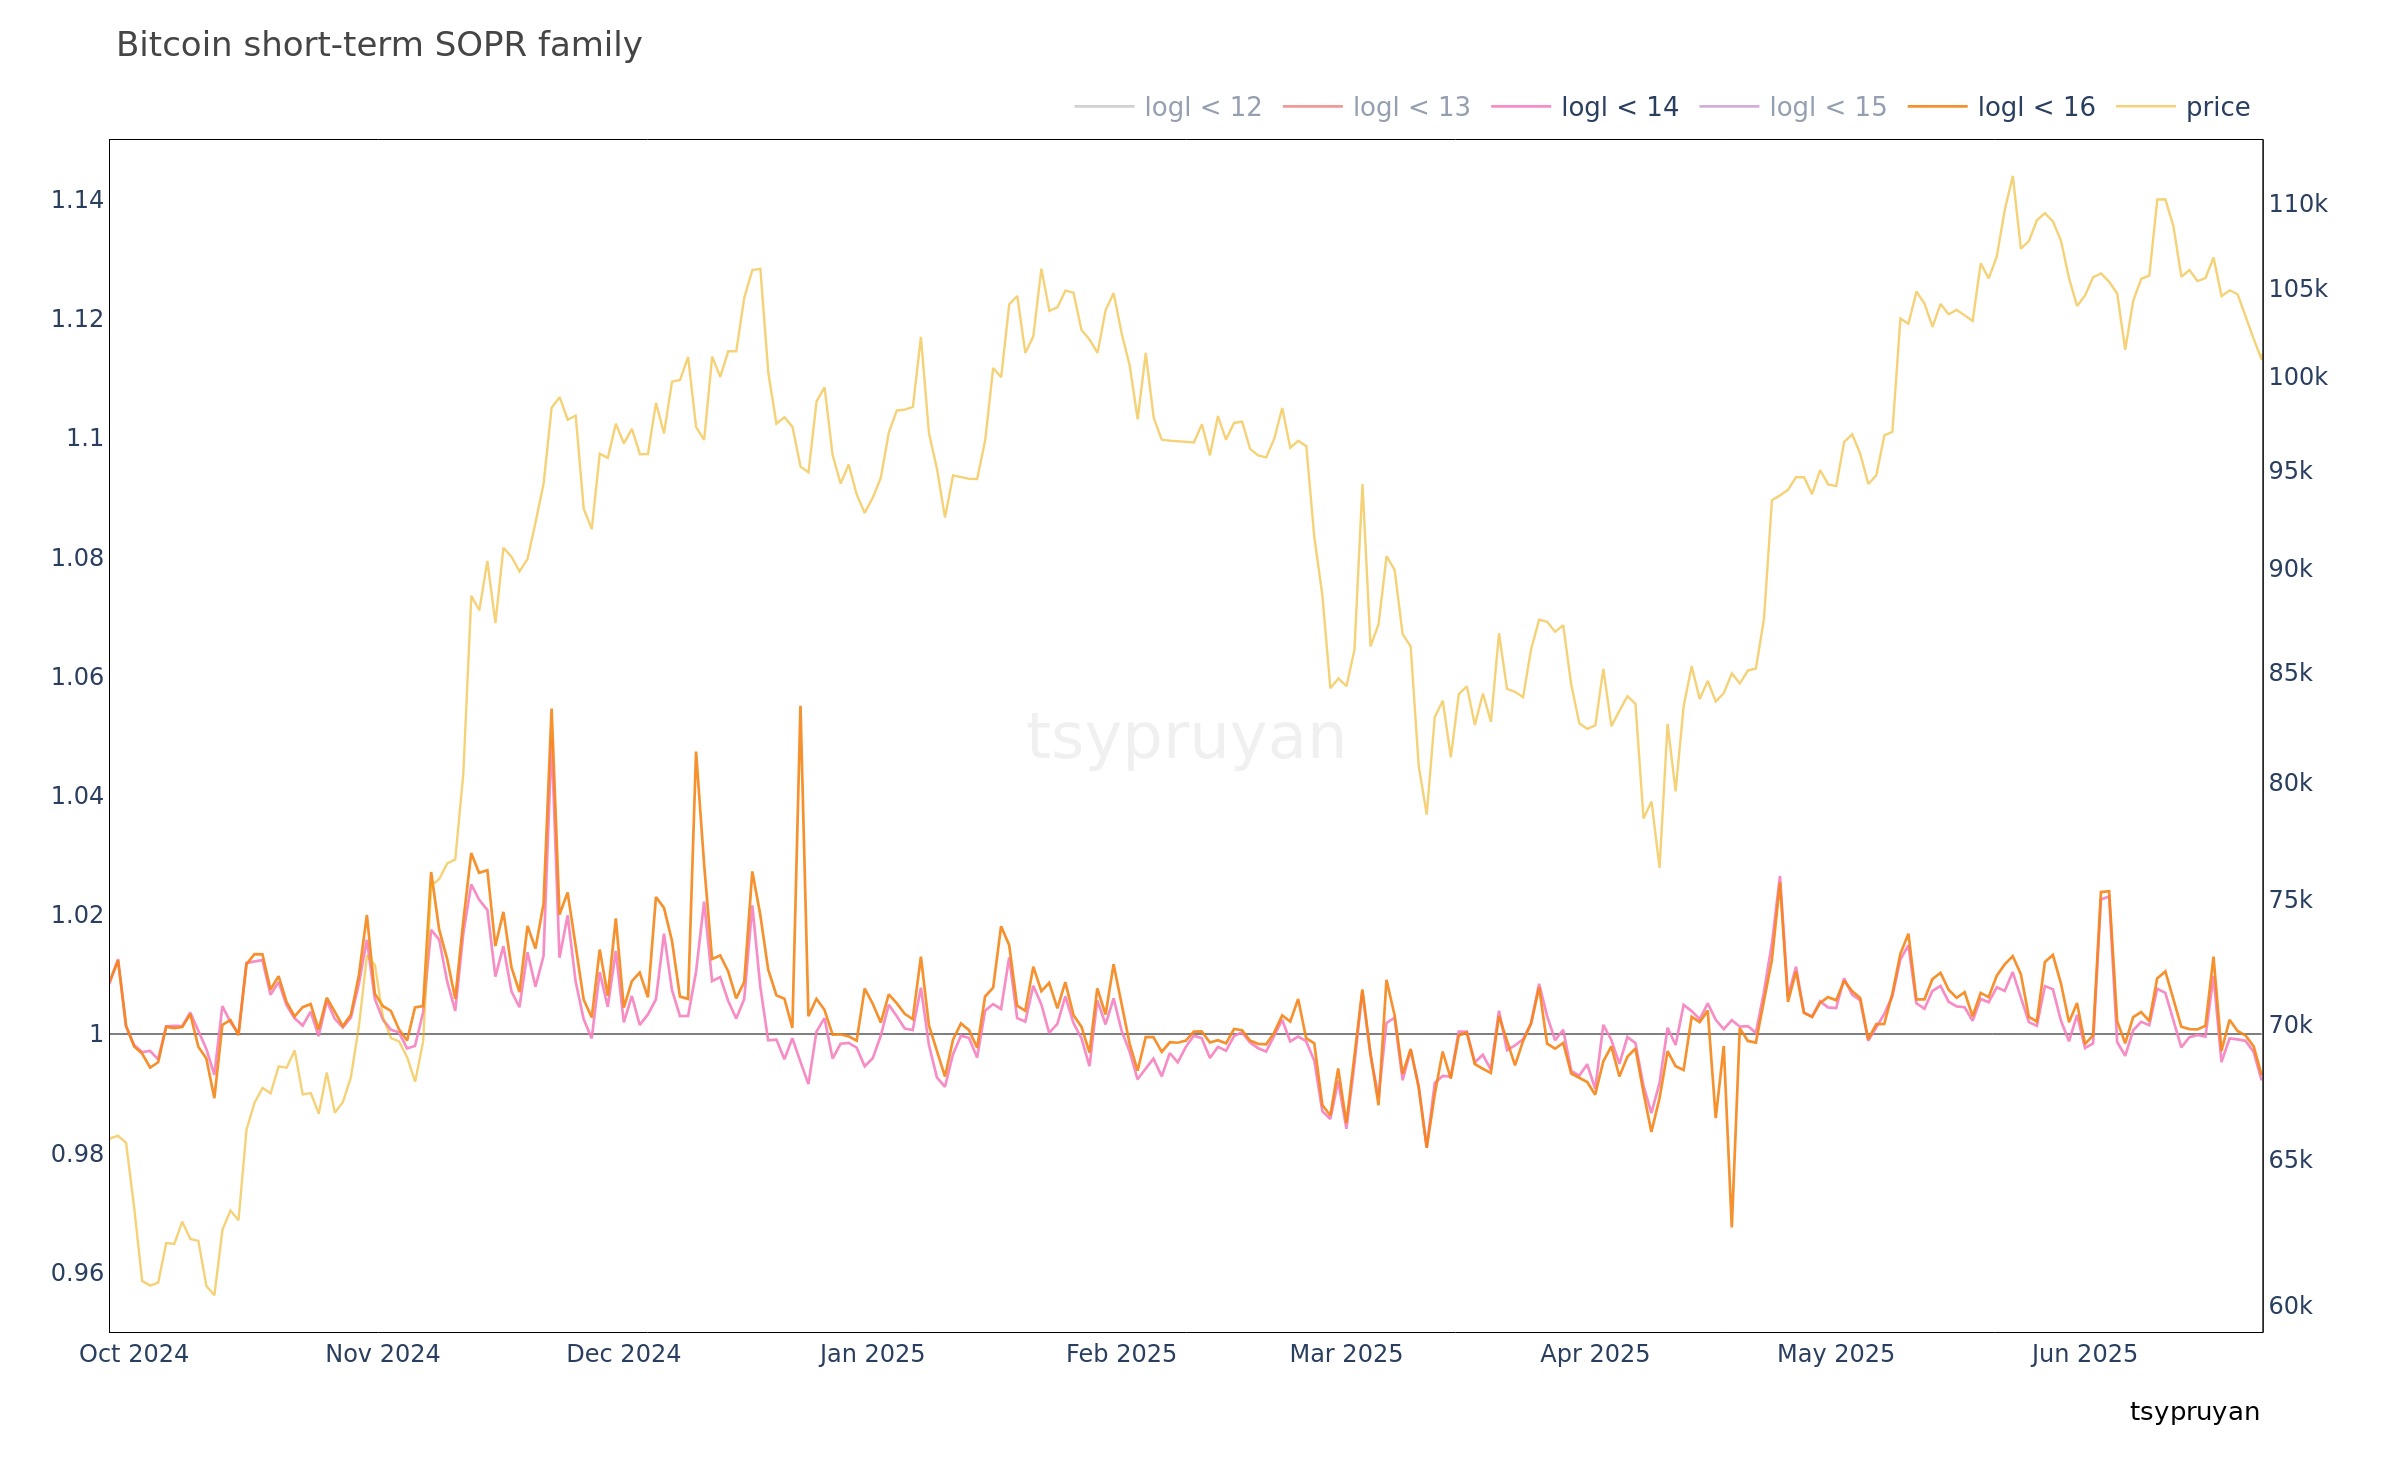 Bitcoin short-term SOPR family
logl < 12 logl < 13 logl < 14 logl < 15 logl < 16 price
1.14
1.12
1.1
1.08
1.06
1.04
1.02
1
0.98
0.96
110k
105k
100k
95k
90k
85k
80k
75k
70k
65k
60k
tsypruyan
Oct 2024 Nov 2024 Dec 2024 Jan 2025 Feb 2025 Mar 2025 Apr 2025 May 2025 Jun 2025
tsypruyan